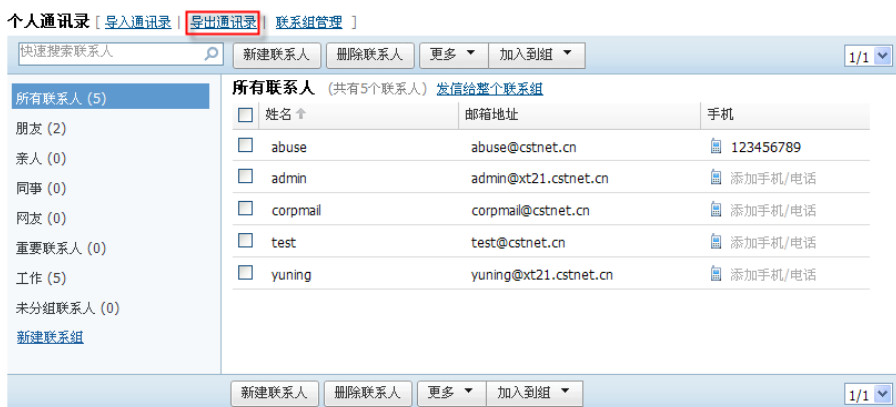 个人通讯录 [ 导入通讯录 | 导出通讯录 | 联系组管理 ]
快速搜索联系人 新建联系人 删除联系人 更多 加入到组 1/1
所有联系人 (共有5个联系人) 发信给整个联系组
所有联系人 (5)
朋友 (2)
亲人 (0)
同事 (0)
网友 (0)
重要联系人 (0)
工作 (5)
未分组联系人 (0)
新建联系组
姓名 邮箱地址 手机
abuse abuse@cstnet.cn 123456789
admin admin@xt21.cstnet.cn 添加手机/电话
corpmail corpmail@cstnet.cn 添加手机/电话
test test@cstnet.cn 添加手机/电话
yuning yuning@xt21.cstnet.cn 添加手机/电话
新建联系人 删除联系人 更多 加入到组 1/1